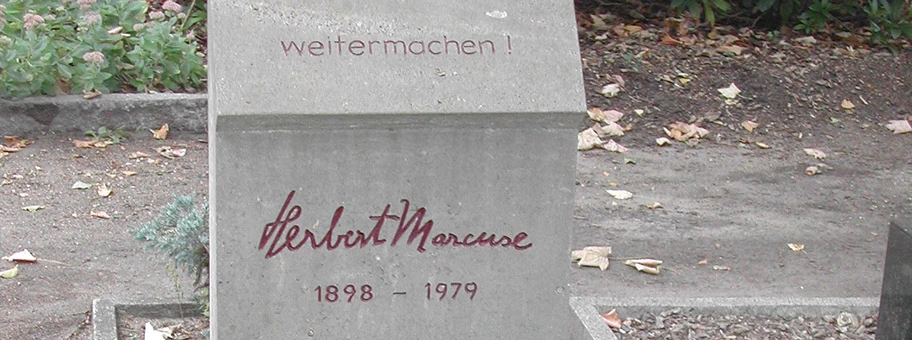 weitermachen!
Herbert Marcuse
1898 – 1979